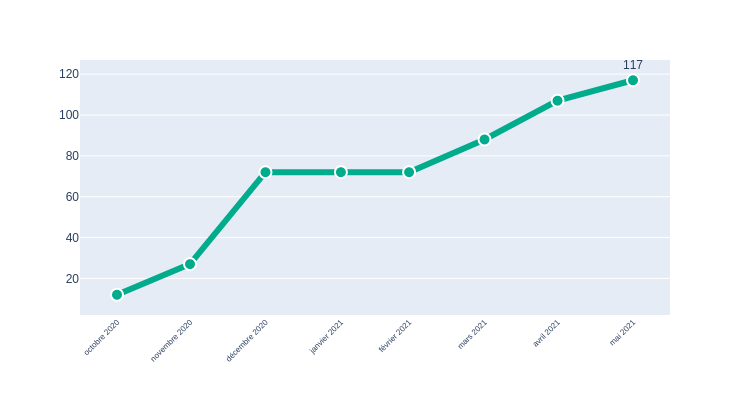 117
120
100
80
60
40
20
octobre 2020
novembre 2020
décembre 2020
janvier 2021
février 2021
mars 2021
avril 2021
mai 2021